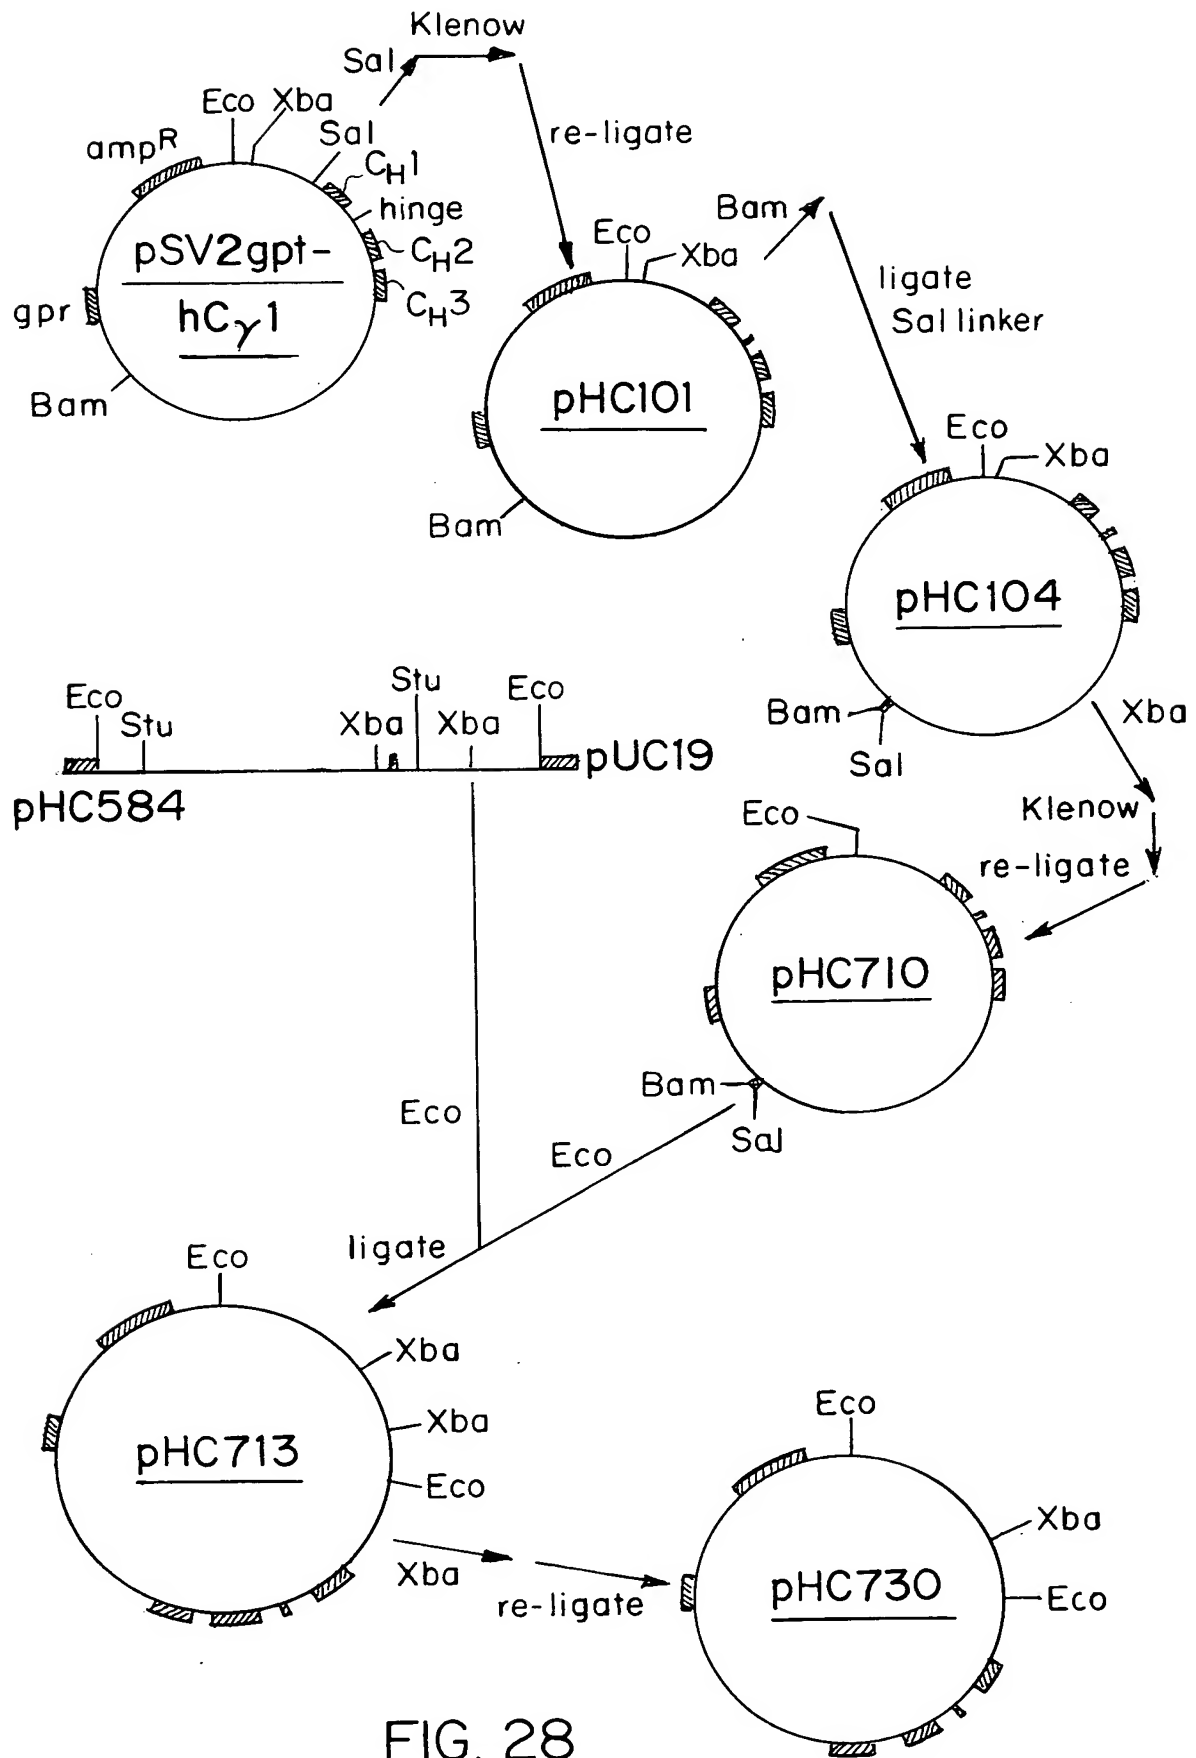 Klenow
Sal
re-ligate
Eco
Xba
Sal
ampR
CH1
hinge
CH2
CH3
pSV2gpt-
hCγ1
gpr
Bam
Bam
ligate
Sal linker
Eco
Xba
pHC101
Bam
Eco
Xba
pHC104
Bam
Sal
Xba
Klenow
re-ligate
Eco
Stu
Xba
Stu
Xba
Eco
pUC19
pHC584
Eco
pHC710
Bam
Sal
Eco
Eco
ligate
Eco
Xba
Xba
Eco
pHC713
Xba
re-ligate
Eco
Xba
Eco
pHC730
FIG. 28